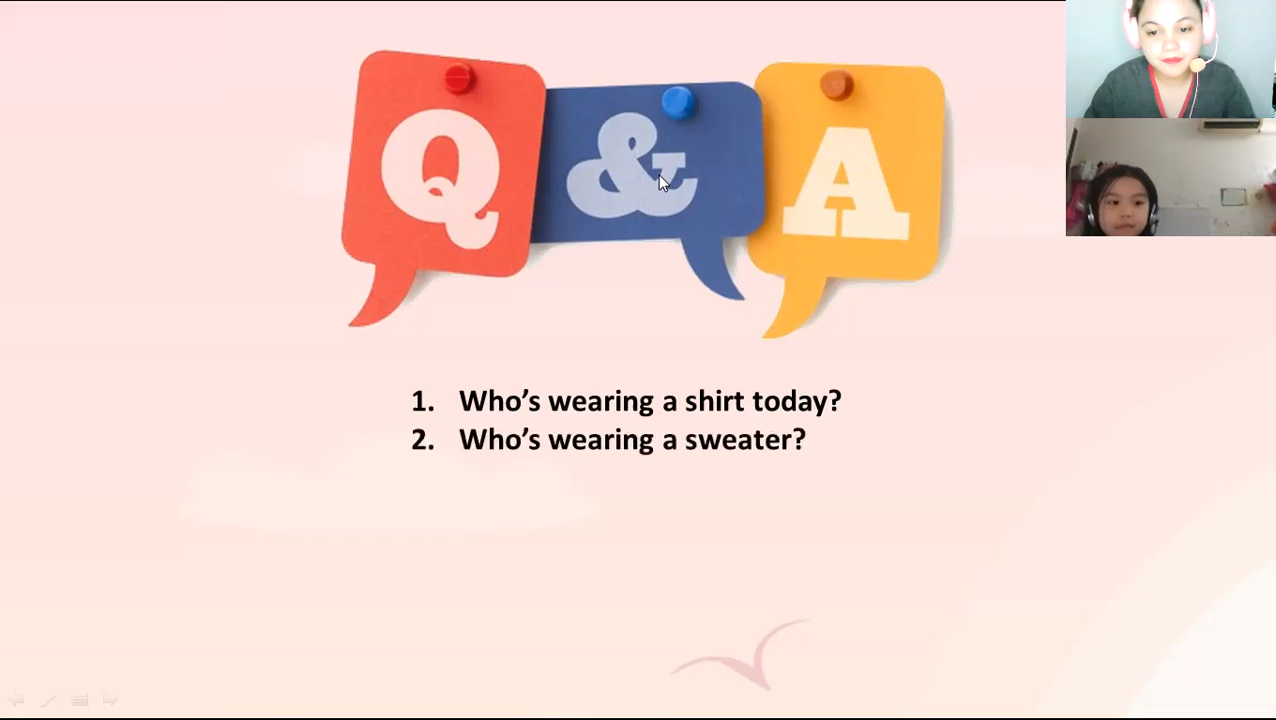 Q & A
1. Who’s wearing a shirt today?
2. Who’s wearing a sweater?